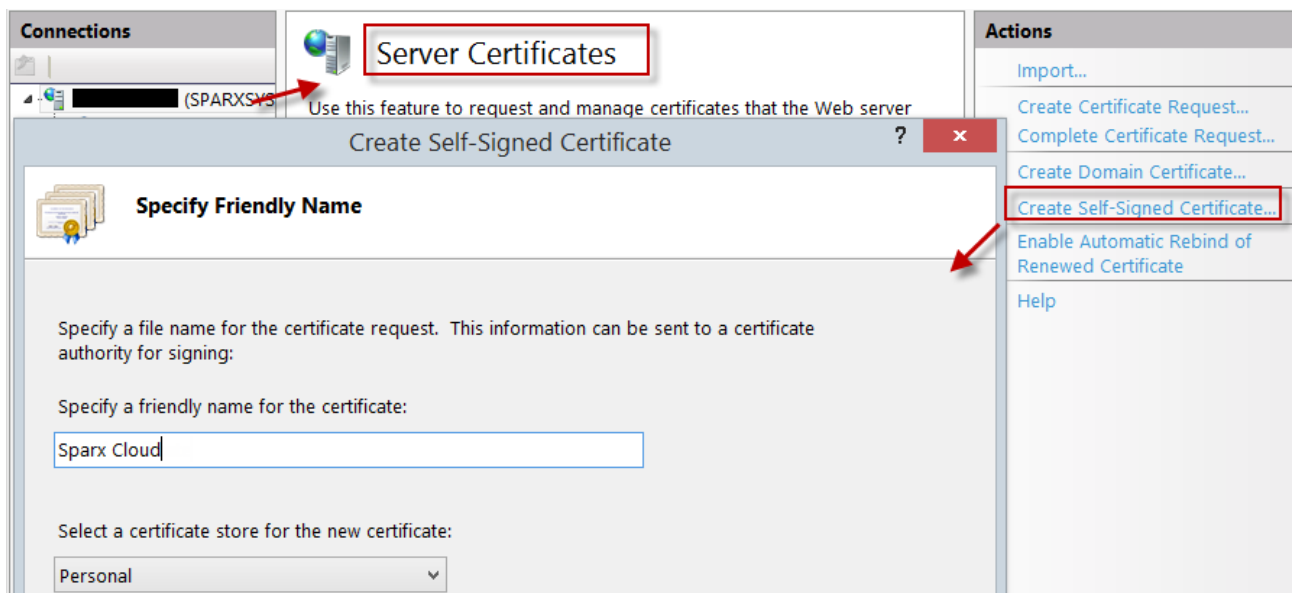 Connections
Server Certificates
(SPARXSYS
Use this feature to request and manage certificates that the Web server
Create Self-Signed Certificate
?
x
Specify Friendly Name
Specify a file name for the certificate request. This information can be sent to a certificate
authority for signing:
Specify a friendly name for the certificate:
Sparx Cloud
Select a certificate store for the new certificate:
Personal
Actions
Import...
Create Certificate Request...
Complete Certificate Request...
Create Domain Certificate...
Create Self-Signed Certificate...
Enable Automatic Rebind of
Renewed Certificate
Help